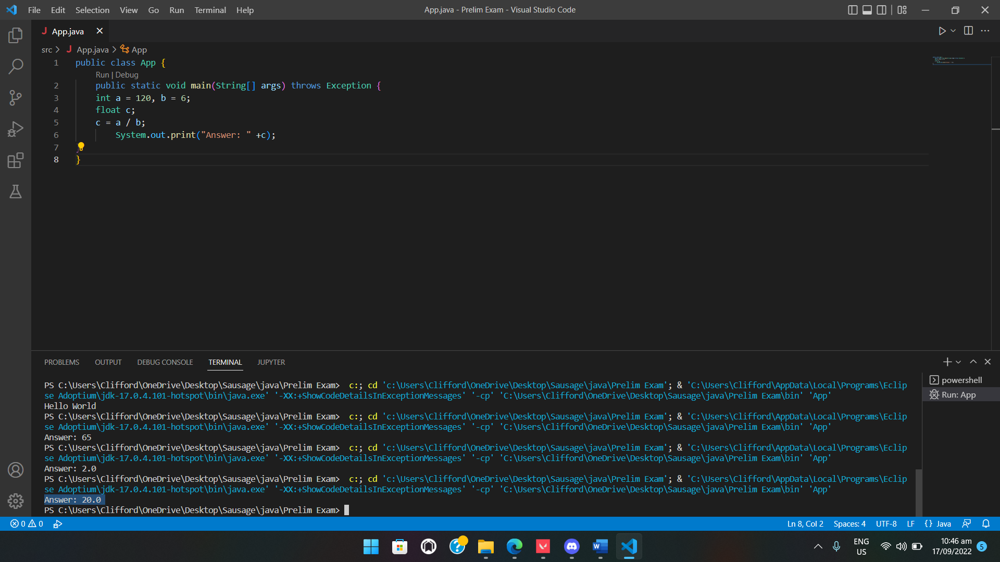 File Edit Selection View Go Run Terminal Help
App.java - Prelim Exam - Visual Studio Code
J App.java
src > J App.java > App
1 public class App {
Run | Debug
2 public static void main(String[] args) throws Exception {
3 int a = 120, b = 6;
4 float c;
5 c = a / b;
6 System.out.print("Answer: " +c);
7
8 }
PROBLEMS OUTPUT DEBUG CONSOLE TERMINAL JUPYTER
powershell
Run: App
PS C:\Users\Clifford\OneDrive\Desktop\Sausage\java\Prelim Exam>  c:; cd 'c:\Users\Clifford\OneDrive\Desktop\Sausage\java\Prelim Exam'; & 'C:\Users\Clifford\AppData\Local\Programs\Eclip
se Adoptium\jdk-17.0.4.101-hotspot\bin\java.exe' '-XX:+ShowCodeDetailsInExceptionMessages' '-cp' 'C:\Users\Clifford\OneDrive\Desktop\Sausage\java\Prelim Exam\bin' 'App'
Hello World
PS C:\Users\Clifford\OneDrive\Desktop\Sausage\java\Prelim Exam>  c:; cd 'c:\Users\Clifford\OneDrive\Desktop\Sausage\java\Prelim Exam'; & 'C:\Users\Clifford\AppData\Local\Programs\Eclip
se Adoptium\jdk-17.0.4.101-hotspot\bin\java.exe' '-XX:+ShowCodeDetailsInExceptionMessages' '-cp' 'C:\Users\Clifford\OneDrive\Desktop\Sausage\java\Prelim Exam\bin' 'App'
Answer: 65
PS C:\Users\Clifford\OneDrive\Desktop\Sausage\java\Prelim Exam>  c:; cd 'c:\Users\Clifford\OneDrive\Desktop\Sausage\java\Prelim Exam'; & 'C:\Users\Clifford\AppData\Local\Programs\Eclip
se Adoptium\jdk-17.0.4.101-hotspot\bin\java.exe' '-XX:+ShowCodeDetailsInExceptionMessages' '-cp' 'C:\Users\Clifford\OneDrive\Desktop\Sausage\java\Prelim Exam\bin' 'App'
Answer: 2.0
PS C:\Users\Clifford\OneDrive\Desktop\Sausage\java\Prelim Exam>  c:; cd 'c:\Users\Clifford\OneDrive\Desktop\Sausage\java\Prelim Exam'; & 'C:\Users\Clifford\AppData\Local\Programs\Eclip
se Adoptium\jdk-17.0.4.101-hotspot\bin\java.exe' '-XX:+ShowCodeDetailsInExceptionMessages' '-cp' 'C:\Users\Clifford\OneDrive\Desktop\Sausage\java\Prelim Exam\bin' 'App'
Answer: 20.0
PS C:\Users\Clifford\OneDrive\Desktop\Sausage\java\Prelim Exam>
0 0
Ln 8, Col 2 Spaces: 4 UTF-8 LF {} Java
ENG
US
10:46 am
17/09/2022
5